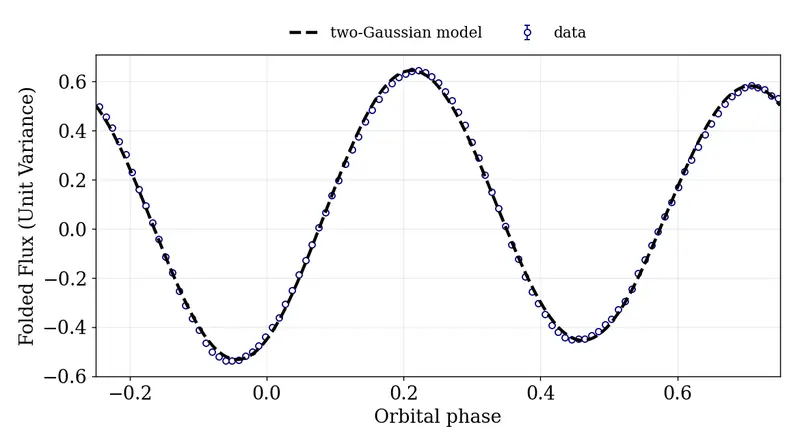 two-Gaussian model data
Folded Flux (Unit Variance)
0.6
0.4
0.2
0.0
−0.2
−0.4
−0.6
−0.2 0.0 0.2 0.4 0.6
Orbital phase